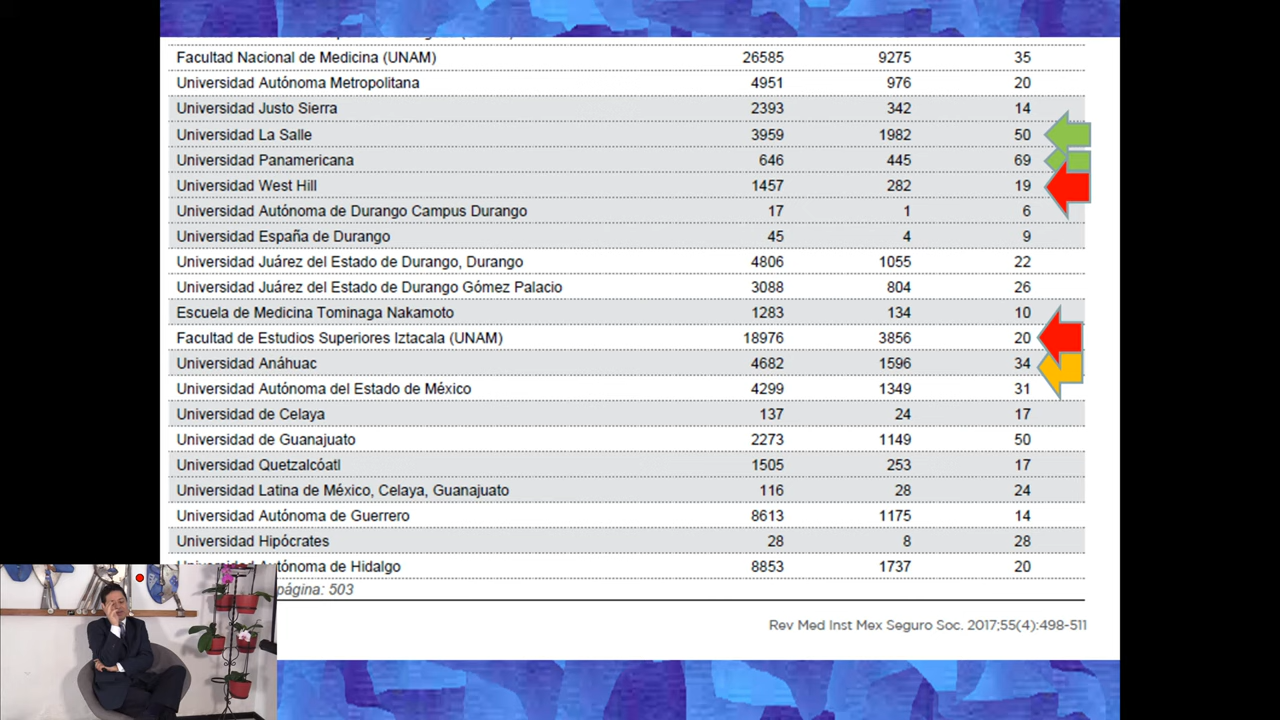 Facultad Nacional de Medicina (UNAM) 26585 9275 35
Universidad Autónoma Metropolitana 4951 976 20
Universidad Justo Sierra 2393 342 14
Universidad La Salle 3959 1982 50
Universidad Panamericana 646 445 69
Universidad West Hill 1457 282 19
Universidad Autónoma de Durango Campus Durango 17 1 6
Universidad España de Durango 45 4 9
Universidad Juárez del Estado de Durango, Durango 4806 1055 22
Universidad Juárez del Estado de Durango Gómez Palacio 3088 804 26
Escuela de Medicina Tominaga Nakamoto 1283 134 10
Facultad de Estudios Superiores Iztacala (UNAM) 18976 3856 20
Universidad Anáhuac 4682 1596 34
Universidad Autónoma del Estado de México 4299 1349 31
Universidad de Celaya 137 24 17
Universidad de Guanajuato 2273 1149 50
Universidad Quetzalcóatl 1505 253 17
Universidad Latina de México, Celaya, Guanajuato 116 28 24
Universidad Autónoma de Guerrero 8613 1175 14
Universidad Hipócrates 28 8 28
Autónoma de Hidalgo 8853 1737 20
página: 503
Rev Med Inst Mex Seguro Soc. 2017;55(4):498-511